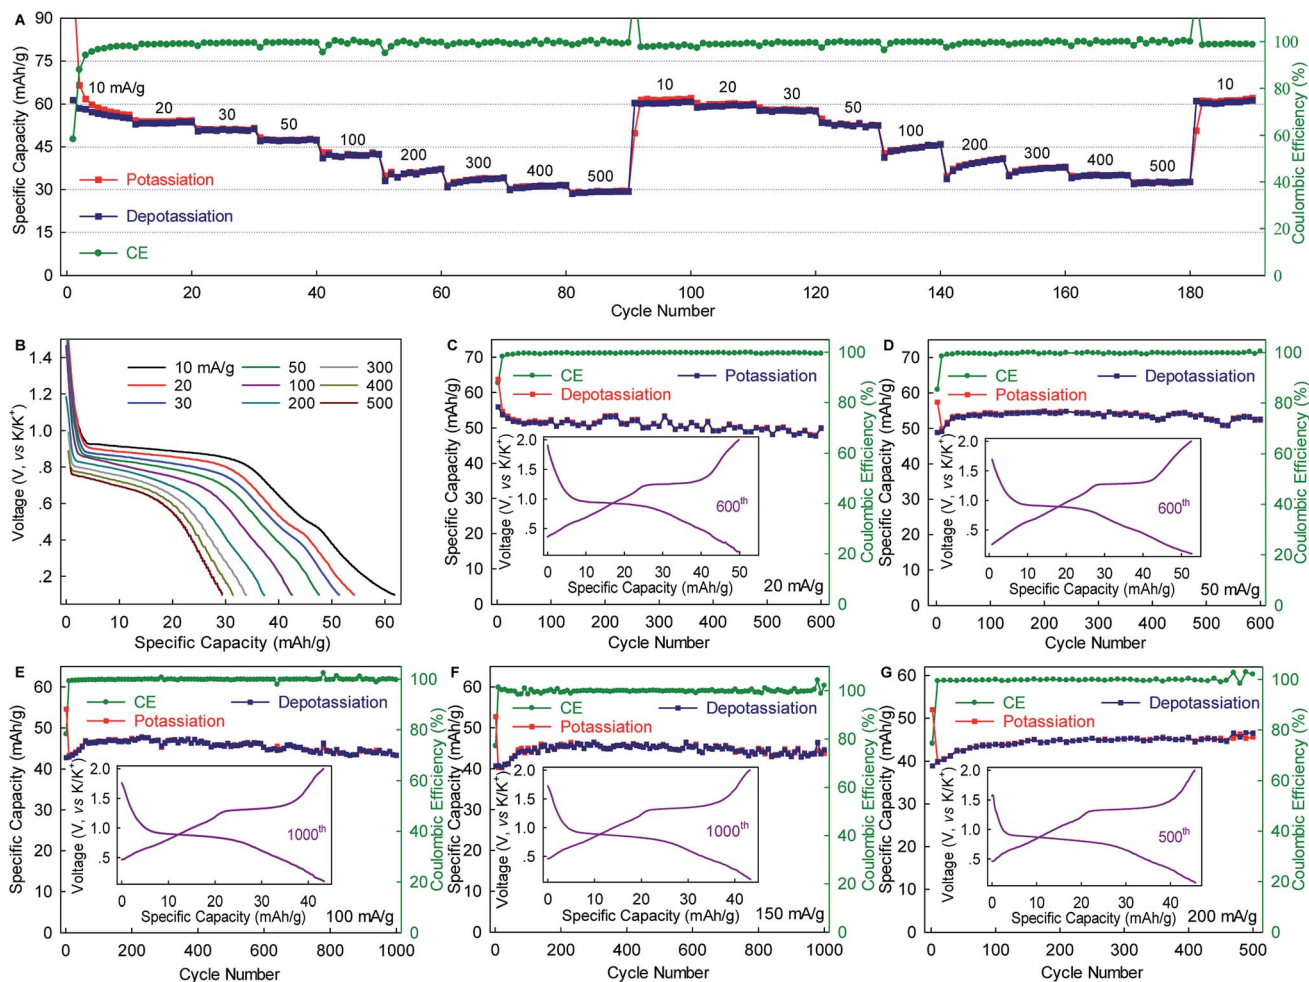 A
Specific Capacity (mAh/g)
90
75
60
45
30
15
0
10 mA/g
20
30
50
100
200
300
400
500
10
20
30
50
100
200
300
400
500
10
Potassiation
Depotassiation
CE
0 20 40 60 80 100 120 140 160 180
Cycle Number
100
80
60
40
20
0
Coulombic Efficiency (%)
B
Voltage (V, vs K/K+)
1.4
1.2
1.0
.8
.6
.4
.2
10 mA/g 50 300
20 100 400
30 200 500
0 10 20 30 40 50 60
Specific Capacity (mAh/g)
C
Specific Capacity (mAh/g)
70
60
50
40
30
20
10
0
CE Potassiation
Depotassiation
Voltage (V, vs K/K+)
2.0
1.5
1.0
.5
600th
0 10 20 30 40 50
Specific Capacity (mAh/g)
20 mA/g
0 100 200 300 400 500 600
Cycle Number
100
80
60
40
20
0
Coulombic Efficiency (%)
D
Specific Capacity (mAh/g)
70
60
50
40
30
20
10
0
CE Depotassiation
Potassiation
Voltage (V, vs K/K+)
2.0
1.5
1.0
.5
600th
0 10 20 30 40 50
Specific Capacity (mAh/g)
50 mA/g
0 100 200 300 400 500 600
Cycle Number
100
80
60
40
20
0
Coulombic Efficiency (%)
E
Specific Capacity (mAh/g)
60
50
40
30
20
10
0
CE Depotassiation
Potassiation
Voltage (V, vs K/K+)
2.0
1.5
1.0
.5
1000th
0 10 20 30 40
Specific Capacity (mAh/g)
100 mA/g
0 200 400 600 800 1000
Cycle Number
100
80
60
40
20
0
Coulombic Efficiency (%)
F
Specific Capacity (mAh/g)
60
50
40
30
20
10
0
CE Depotassiation
Potassiation
Voltage (V, vs K/K+)
2.0
1.5
1.0
.5
1000th
0 10 20 30 40
Specific Capacity (mAh/g)
150 mA/g
0 200 400 600 800 1000
Cycle Number
100
80
60
40
20
0
Coulombic Efficiency (%)
G
Specific Capacity (mAh/g)
60
50
40
30
20
10
0
CE Depotassiation
Potassiation
Voltage (V, vs K/K+)
2.0
1.5
1.0
.5
500th
0 10 20 30 40
Specific Capacity (mAh/g)
200 mA/g
0 100 200 300 400 500
Cycle Number
100
80
60
40
20
0
Coulombic Efficiency (%)